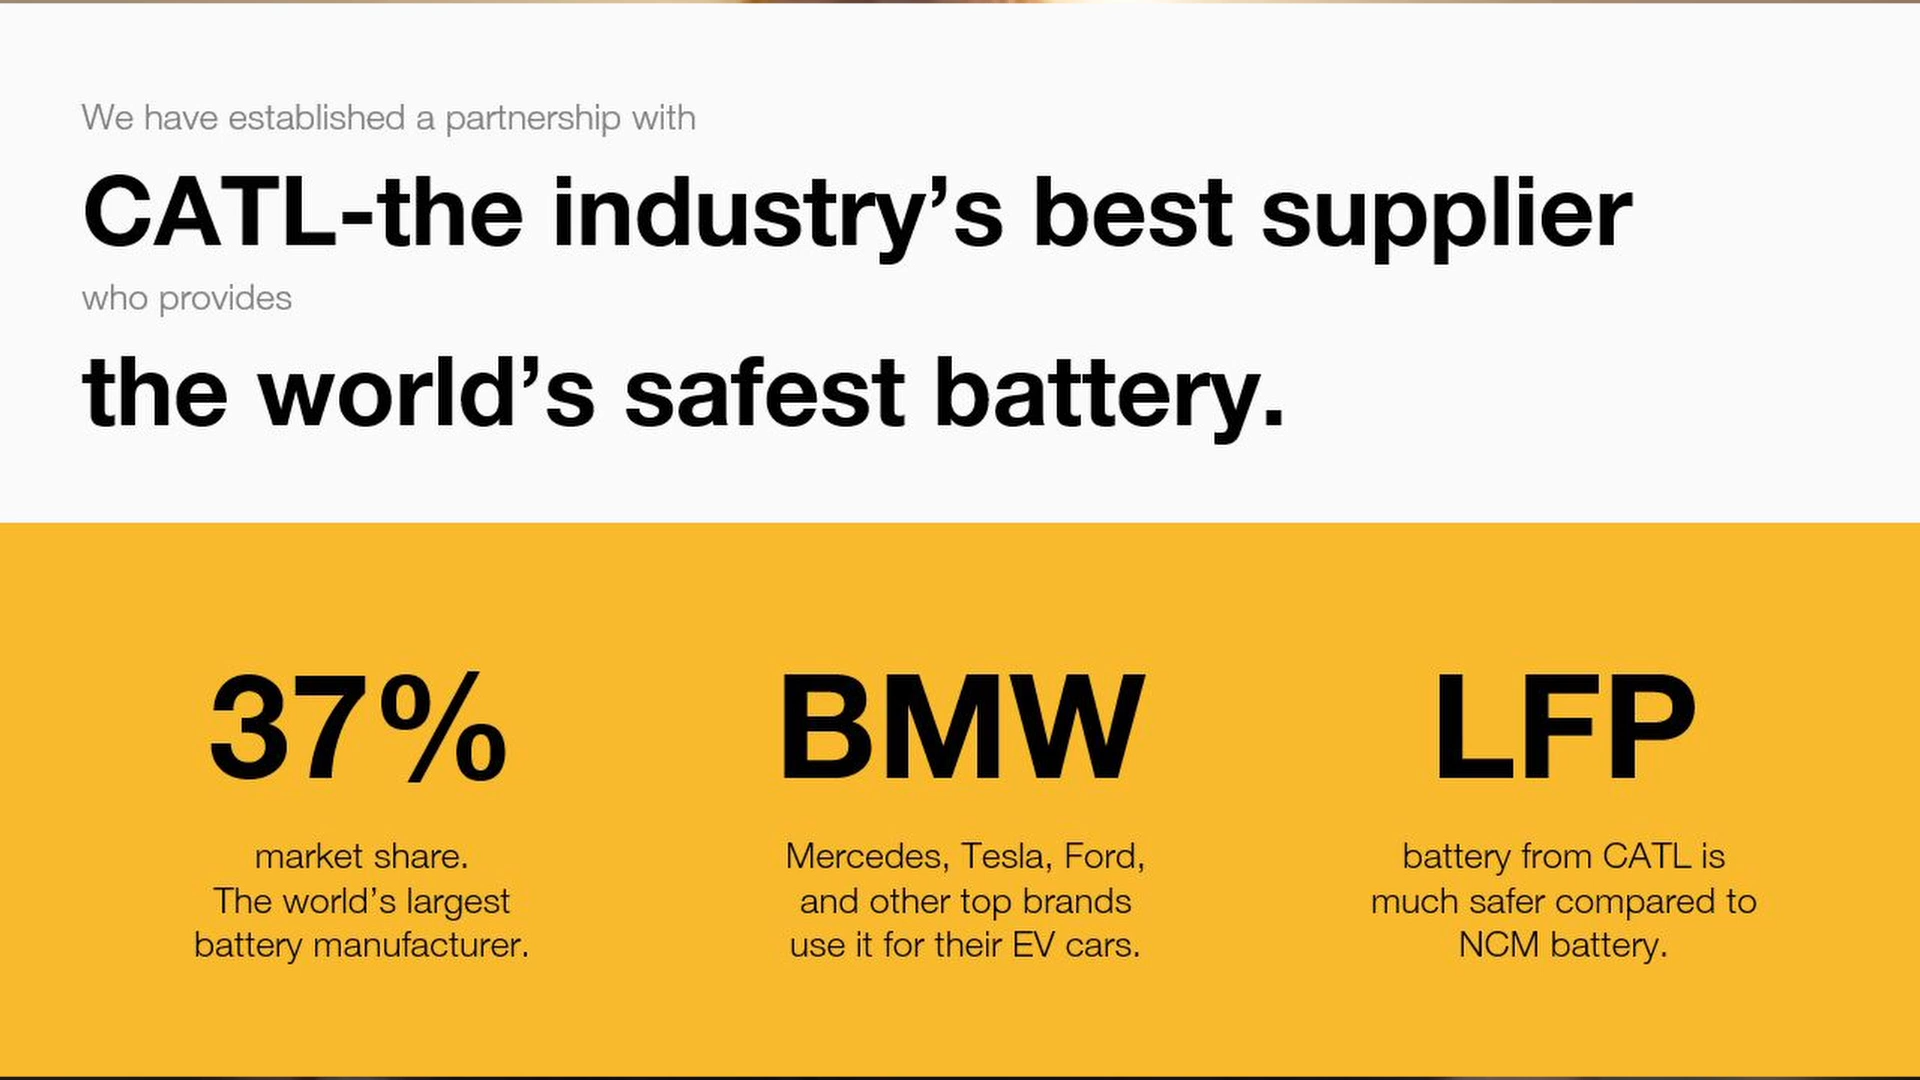 We have established a partnership with
CATL-the industry’s best supplier
who provides
the world’s safest battery.
37%
market share.
The world’s largest
battery manufacturer.
BMW
Mercedes, Tesla, Ford,
and other top brands
use it for their EV cars.
LFP
battery from CATL is
much safer compared to
NCM battery.